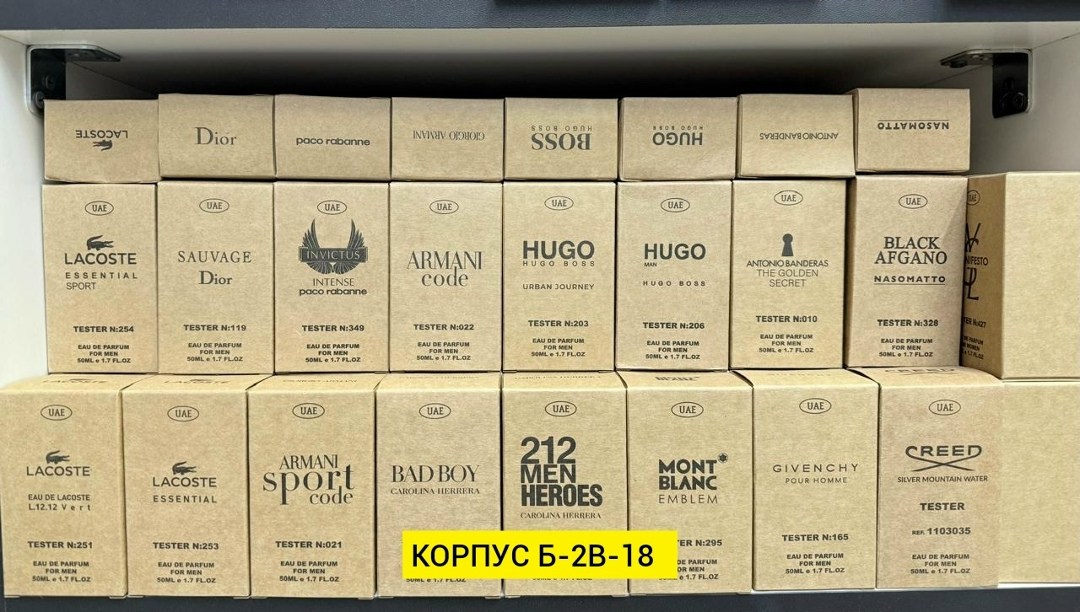 LACOSTE
Dior
paco rabanne
GIORGIO ARMANI
BOSS
HUGO BOSS
HUGO
HUGO BOSS
ANTONIO BANDERAS
NASOMATTO
UAE
LACOSTE
ESSENTIAL
SPORT
TESTER N:254
EAU DE PARFUM
FOR MEN
50ML e 1.7 FL.OZ
UAE
SAUVAGE
Dior
TESTER N:119
EAU DE PARFUM
FOR MEN
50ML e 1.7 FL.OZ
UAE
INVICTUS
INTENSE
paco rabanne
TESTER N:349
EAU DE PARFUM
FOR MEN
50ML e 1.7 FL.OZ
UAE
ARMANI
code
TESTER N:022
EAU DE PARFUM
FOR MEN
50ML e 1.7 FL.OZ
UAE
HUGO
HUGO BOSS
URBAN JOURNEY
TESTER N:203
EAU DE PARFUM
FOR MEN
50ML e 1.7 FL.OZ
UAE
HUGO
MAN
HUGO BOSS
TESTER N:206
EAU DE PARFUM
FOR MEN
50ML e 1.7 FL.OZ
UAE
ANTONIO BANDERAS
THE GOLDEN
SECRET
TESTER N:010
EAU DE PARFUM
FOR MEN
50ML e 1.7 FL.OZ
UAE
BLACK
AFGANO
NASOMATTO
TESTER N:328
EAU DE PARFUM
FOR MEN
50ML e 1.7 FL.OZ
UAE
LACOSTE
EAU DE LACOSTE
L.12.12 Vert
TESTER N:251
EAU DE PARFUM
FOR MEN
50ML e 1.7 FL.OZ
UAE
LACOSTE
ESSENTIAL
TESTER N:253
EAU DE PARFUM
FOR MEN
50ML e 1.7 FL.OZ
UAE
ARMANI
sport
code
TESTER N:021
EAU DE PARFUM
FOR MEN
50ML e 1.7 FL.OZ
UAE
BAD BOY
CAROLINA HERRERA
UAE
212
MEN
HEROES
CAROLINA HERRERA
UAE
MONT
BLANC
EMBLEM
N:295
EAU DE PARFUM
FOR MEN
50ML e 1.7 FL.OZ
UAE
GIVENCHY
POUR HOMME
TESTER N:165
EAU DE PARFUM
FOR MEN
50ML e 1.7 FL.OZ
UAE
CREED
SILVER MOUNTAIN WATER
TESTER
REF. 1103035
EAU DE PARFUM
FOR MEN
50ML e 1.7 FL.OZ
КОРПУС Б-2В-18